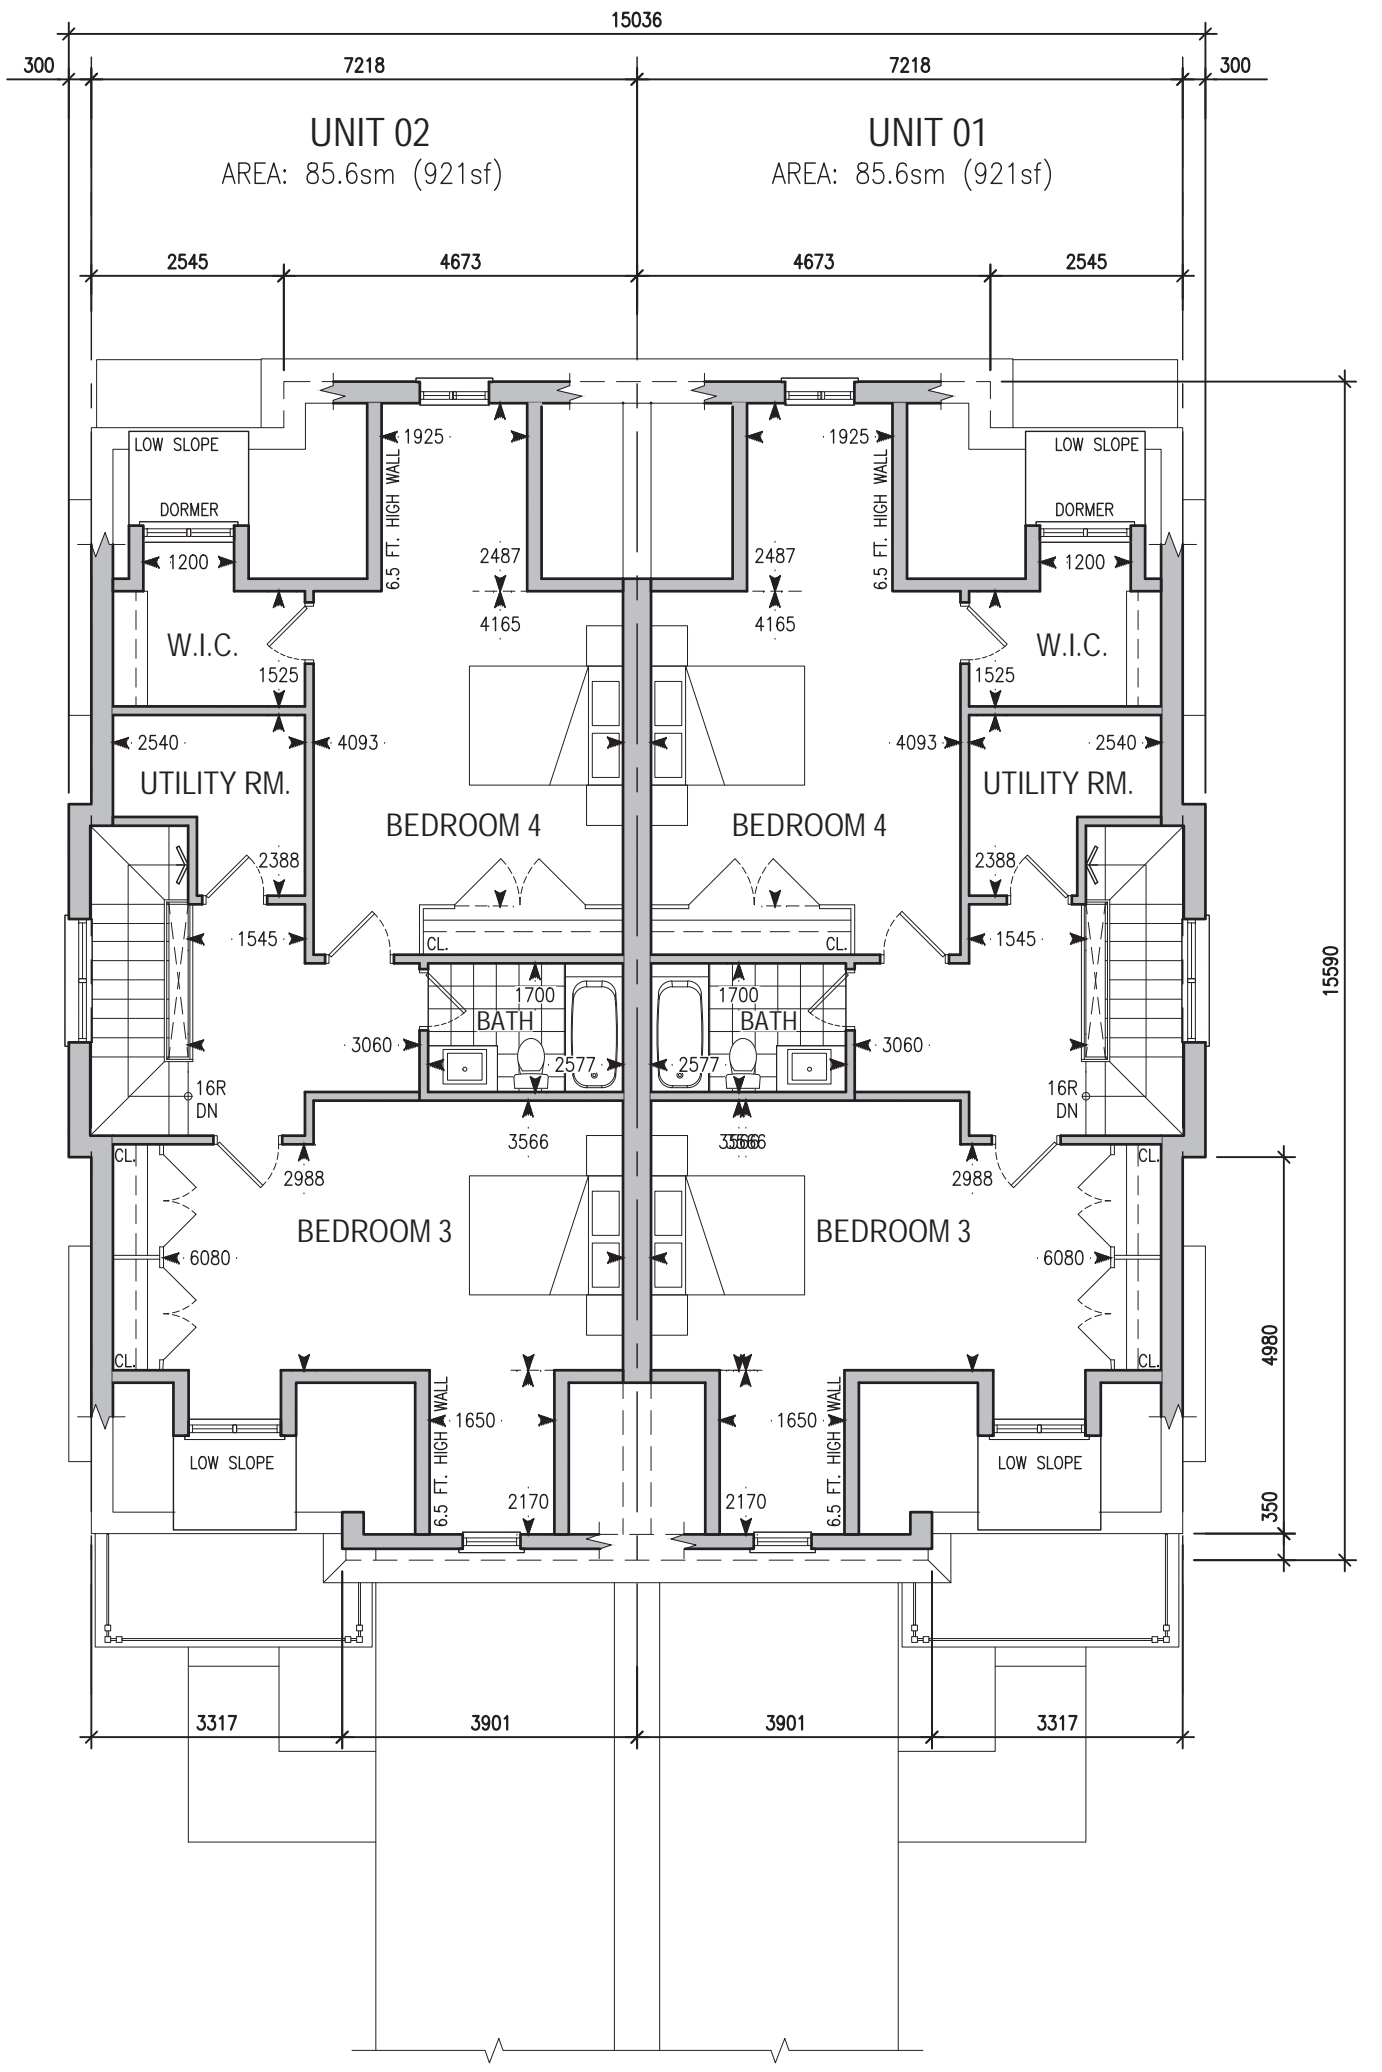 15036
300 7218 7218 300
UNIT 02 UNIT 01
AREA: 85.6sm (921sf) AREA: 85.6sm (921sf)
2545 4673 4673 2545
LOW SLOPE 1925 1925 LOW SLOPE
6.5 FT. HIGH WALL 6.5 FT. HIGH WALL
DORMER DORMER
1200 2487 2487 1200
4165 4165
W.I.C. W.I.C.
1525 1525
2540 4093 4093 2540
UTILITY RM. UTILITY RM.
BEDROOM 4 BEDROOM 4
2388 2388
1545 CL. CL. 1545
15590
1700 1700
BATH BATH
3060 3060
2577 2577
16R 16R
DN DN
3566 3566 3566
CL. CL.
2988 2988
BEDROOM 3 BEDROOM 3
6080 6080
4980
CL. CL.
6.5 FT. HIGH WALL 6.5 FT. HIGH WALL
1650 1650
LOW SLOPE LOW SLOPE
2170 2170
350
3317 3901 3901 3317